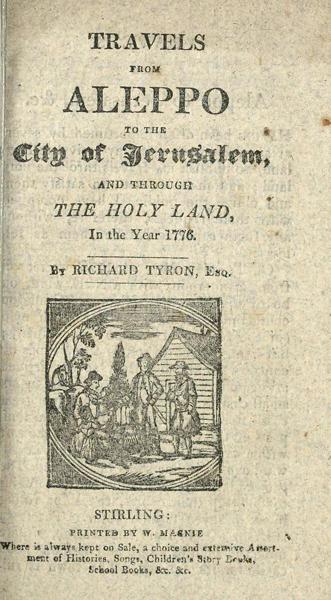 TRAVELS
FROM
ALEPPO
TO THE
City of Jerusalem,
AND THROUGH
THE HOLY LAND,
In the Year 1776.
BY RICHARD TYRON, ESQ.
STIRLING:
PRINTED BY W. MACNIE
Where is always kept on Sale, a choice and extensive Assort-
ment of Histories, Songs, Children's Story Books,
School Books, &c. &c.